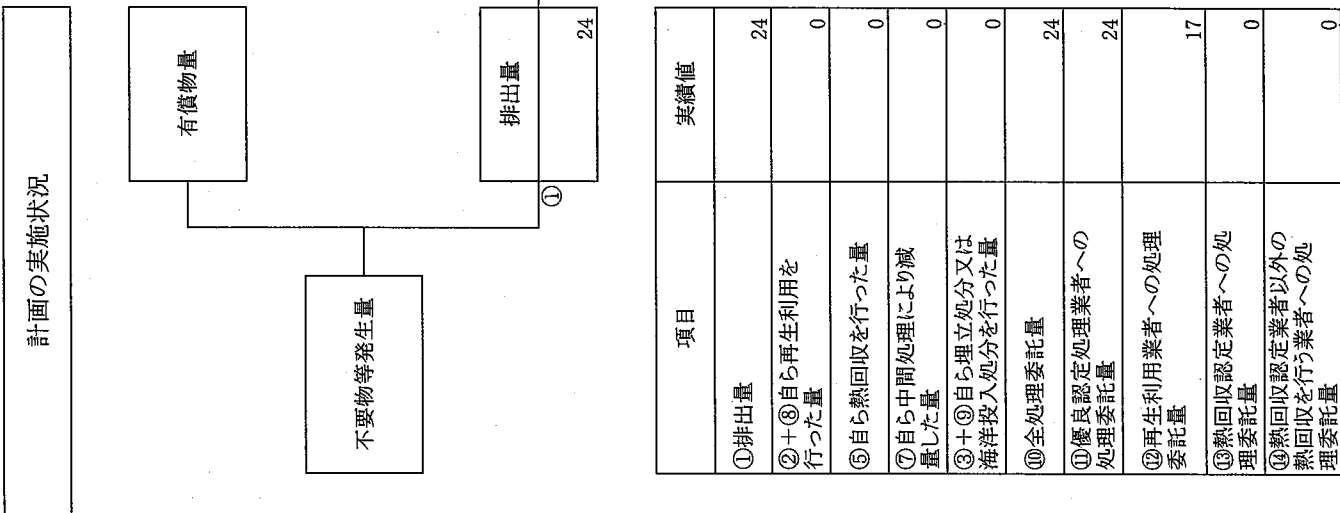 計画の実施状況
不要物等発生量
有償物量
①
排出量
24
項目
実績値
①排出量
24
②+⑧自ら再生利用を
行った量
0
⑤自ら熱回収を行った量
0
⑦自ら中間処理により減
量した量
0
③+⑨自ら埋立処分又は
海洋投入処分を行った量
0
⑩全処理委託量
24
⑪優良認定処理業者への
処理委託量
24
⑫再生利用業者への処理
委託量
17
⑬熱回収認定業者への処
理委託量
0
⑭熱回収認定業者以外の
熱回収を行う業者への処
理委託量
0